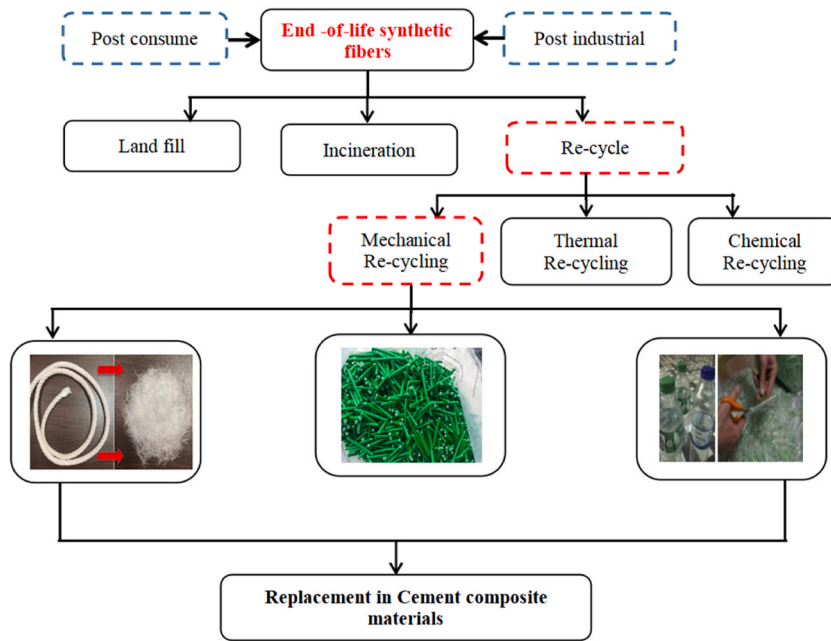 Post consume
End -of-life synthetic
fibers
Post industrial
Land fill
Incineration
Re-cycle
Mechanical
Re-cycling
Thermal
Re-cycling
Chemical
Re-cycling
Replacement in Cement composite
materials